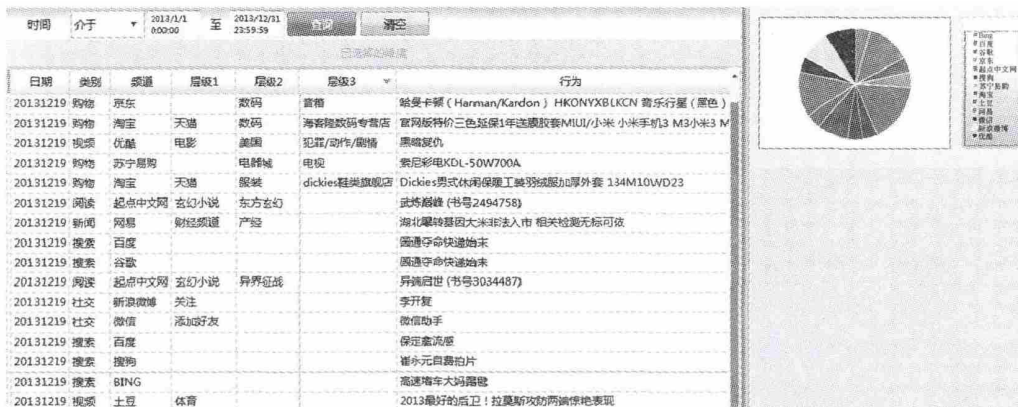 时间 介于 2013/1/1 0:00:00 至 2013/12/31 23:59:59 查询 清空
日期 类别 频道 层级1 层级2 层级3 行为
20131219 购物 京东 数码 音箱 哈曼卡顿（Harman/Kardon） HKONYXBLKCN 音乐行星（黑色）
20131219 购物 淘宝 天猫 数码 海客隆数码专营店 官网版特价三色延保1年送膜胶套MIUI/小米 小米手机3 M3小米3 M
20131219 视频 优酷 电影 美国 犯罪/动作/剧情 黑暗复仇
20131219 购物 苏宁易购 电器城 电视 索尼彩电KDL-50W700A
20131219 购物 淘宝 天猫 服装 dickies鞋类旗舰店 Dickies男式休闲保暖工装羽绒服加厚外套 134M10WD23
20131219 阅读 起点中文网 玄幻小说 东方玄幻 武炼巅峰 (书号2494758)
20131219 新闻 网易 财经频道 产经 湖北曝转基因大米非法入市 相关检测无标可依
20131219 搜索 百度 圆通夺命快递始末
20131219 搜索 谷歌 圆通夺命快递始末
20131219 阅读 起点中文网 玄幻小说 异界征战 异端启世 (书号3034487)
20131219 社交 新浪微博 关注 李开复
20131219 社交 微信 添加好友 微信助手
20131219 搜索 百度 保定禽流感
20131219 搜索 搜狗 崔永元自费拍片
20131219 搜索 BING 高速堵车大妈踢毽
20131219 视频 土豆 体育 2013最好的后卫！拉莫斯攻防两端惊艳表现
Bing
百度
谷歌
京东
起点中文网
搜狗
苏宁易购
淘宝
土豆
网易
微信
新浪微博
优酷